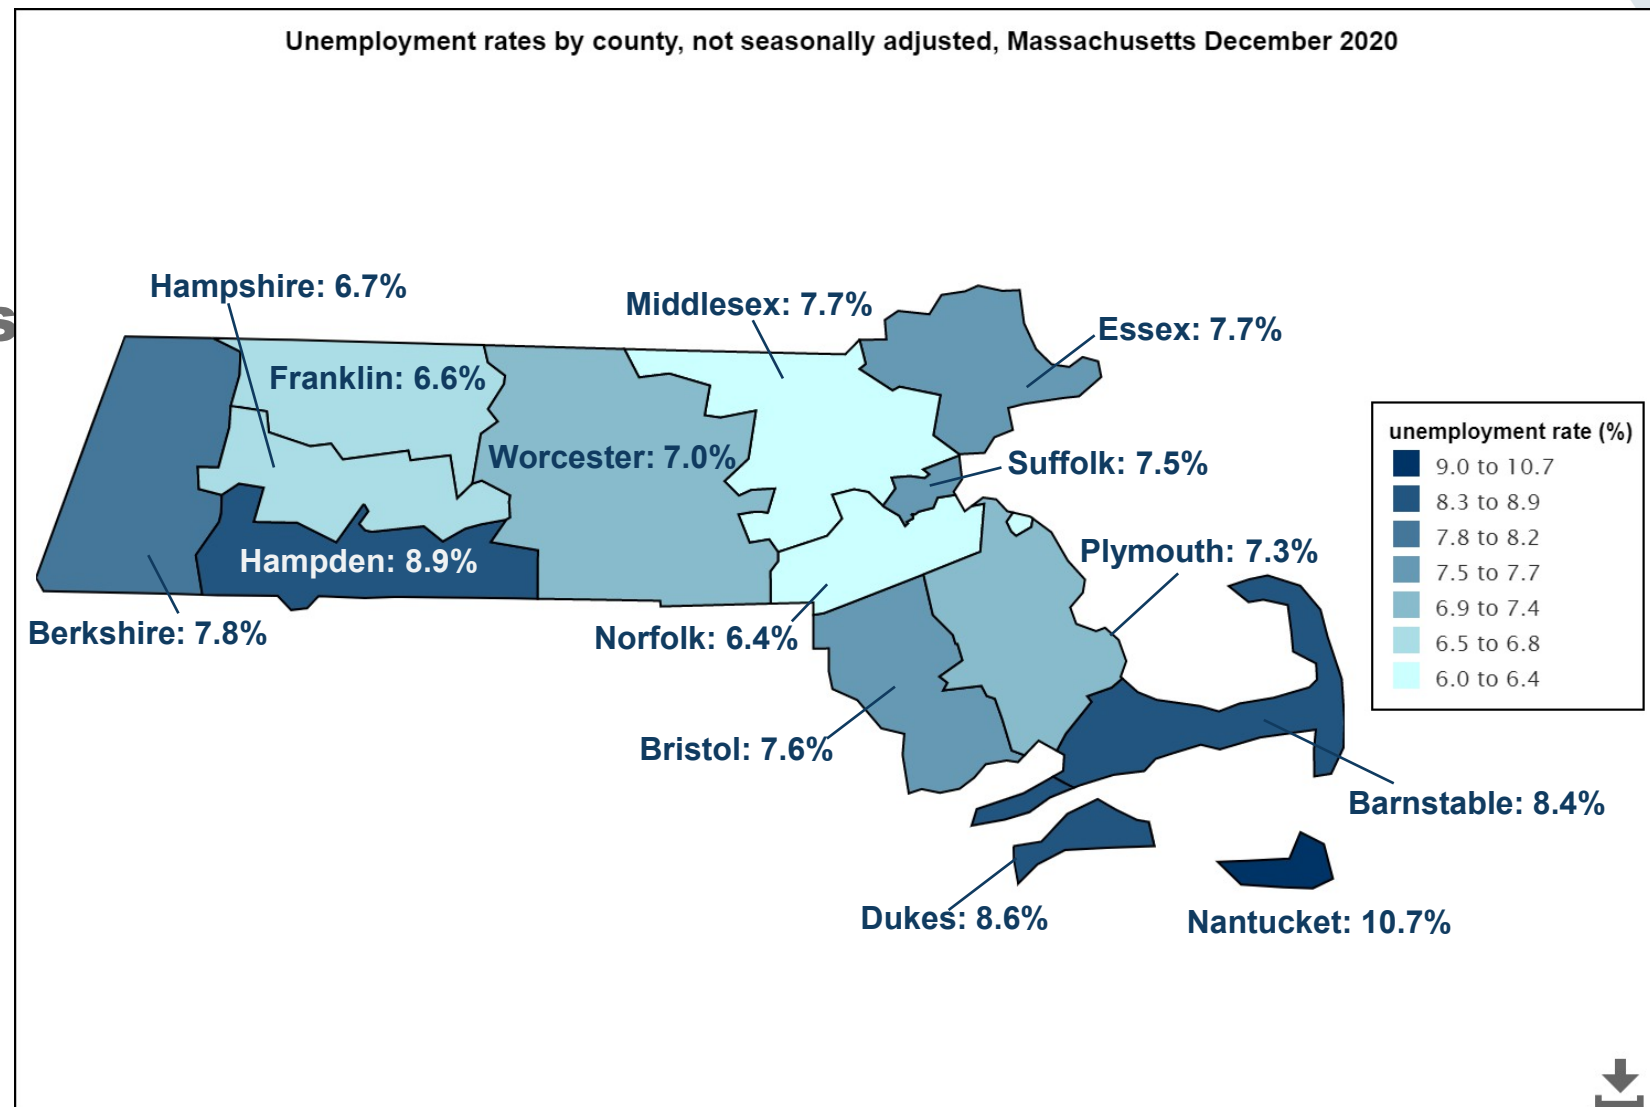 Unemployment rates by county, not seasonally adjusted, Massachusetts December 2020
Hampshire: 6.7%
Middlesex: 7.7%
Essex: 7.7%
s
Franklin: 6.6%
Worcester: 7.0%
Suffolk: 7.5%
Hampden: 8.9%
Plymouth: 7.3%
Berkshire: 7.8%
Norfolk: 6.4%
Bristol: 7.6%
Barnstable: 8.4%
Dukes: 8.6%
Nantucket: 10.7%
unemployment rate (%)
9.0 to 10.7
8.3 to 8.9
7.8 to 8.2
7.5 to 7.7
6.9 to 7.4
6.5 to 6.8
6.0 to 6.4